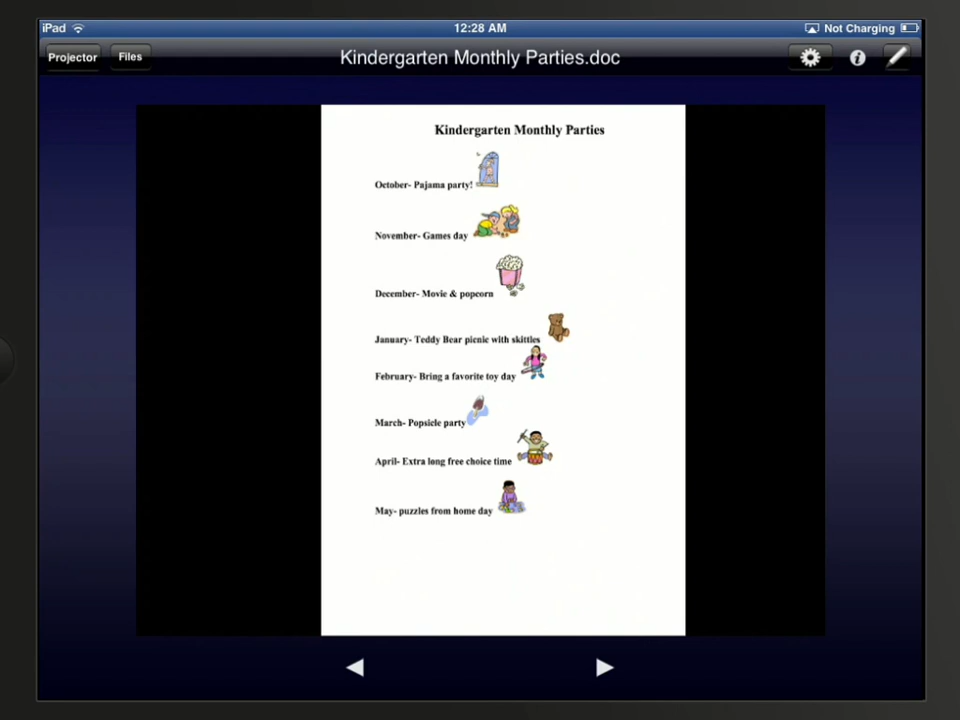 iPad 12:28 AM Not Charging
Projector Files Kindergarten Monthly Parties.doc
Kindergarten Monthly Parties
October- Pajama party!
November- Games day
December- Movie & popcorn
January- Teddy Bear picnic with skittles
February- Bring a favorite toy day
March- Popsicle party
April- Extra long free choice time
May- puzzles from home day